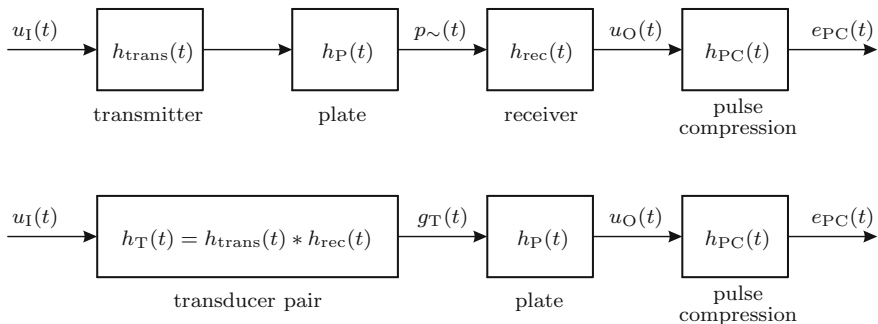 u_I(t) h_trans(t) h_P(t) p_∼(t) h_rec(t) u_O(t) h_PC(t) e_PC(t)
transmitter plate receiver pulse
compression
u_I(t) h_T(t) = h_trans(t) ∗ h_rec(t) g_T(t) h_P(t) u_O(t) h_PC(t) e_PC(t)
transducer pair plate pulse
compression